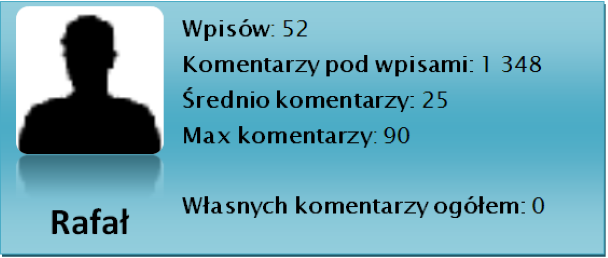 Wpisów: 52
Komentarzy pod wpisami: 1 348
Średnio komentarzy: 25
Max komentarzy: 90
Własnych komentarzy ogółem: 0
Rafał